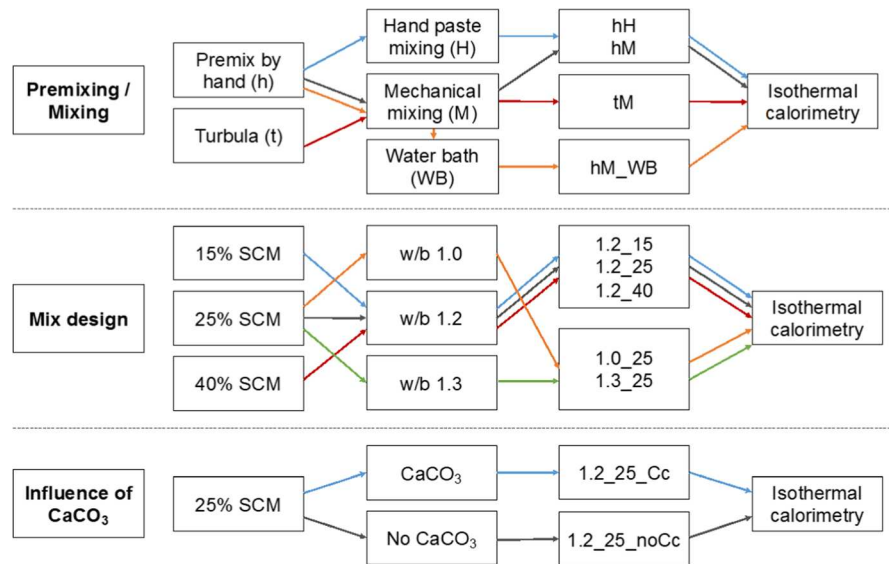 Premixing /
Mixing
Premix by
hand (h)
Turbula (t)
Hand paste
mixing (H)
Mechanical
mixing (M)
Water bath
(WB)
hH
hM
tM
hM_WB
Isothermal
calorimetry
Mix design
15% SCM
25% SCM
40% SCM
w/b 1.0
w/b 1.2
w/b 1.3
1.2_15
1.2_25
1.2_40
1.0_25
1.3_25
Isothermal
calorimetry
Influence of
CaCO₃
25% SCM
CaCO₃
No CaCO₃
1.2_25_Cc
1.2_25_noCc
Isothermal
calorimetry